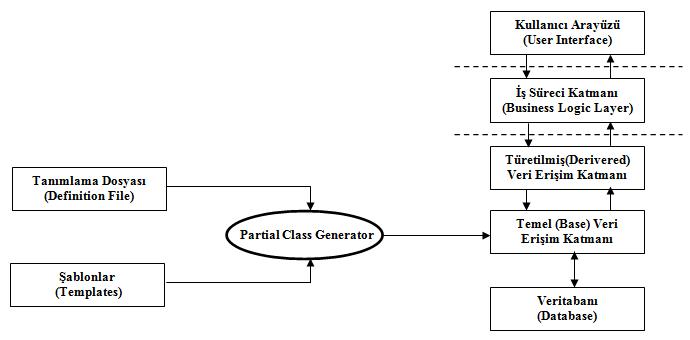 Kullanıcı Arayüzü
(User Interface)
İş Süreci Katmanı
(Business Logic Layer)
Türetilmiş(Derivered)
Veri Erişim Katmanı
Tanımlama Dosyası
(Definition File)
Partial Class Generator
Temel (Base) Veri
Erişim Katmanı
Şablonlar
(Templates)
Veritabanı
(Database)